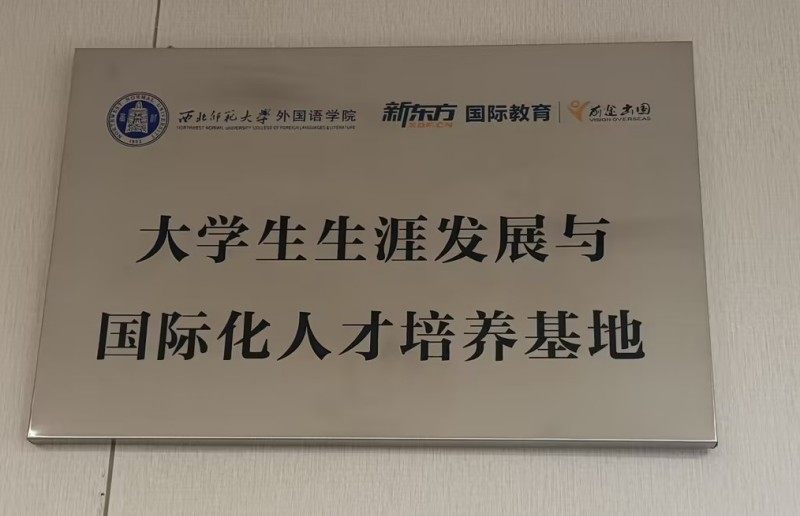 西北师范大学 外国语学院
NORTHWEST NORMAL UNIVERSITY COLLEGE OF FOREIGN LANGUAGES & LITERATURE
新东方 国际教育
XDF.CN
前途出国
VISION OVERSEAS
大学生生涯发展与
国际化人才培养基地